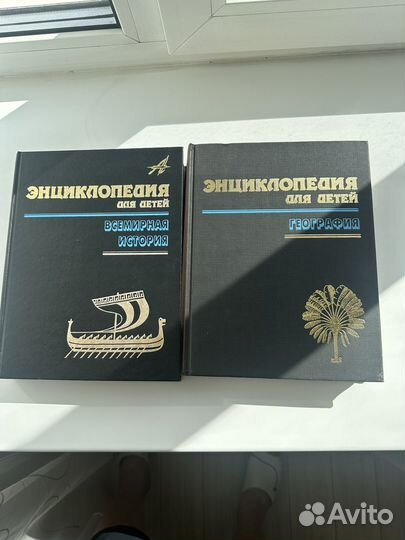 ЭНЦИКЛОПЕДИЯ
ДЛЯ ДЕТЕЙ
ВСЕМИРНАЯ
ИСТОРИЯ
ЭНЦИКЛОПЕДИЯ
ДЛЯ ДЕТЕЙ
ГЕОГРАФИЯ
Avito